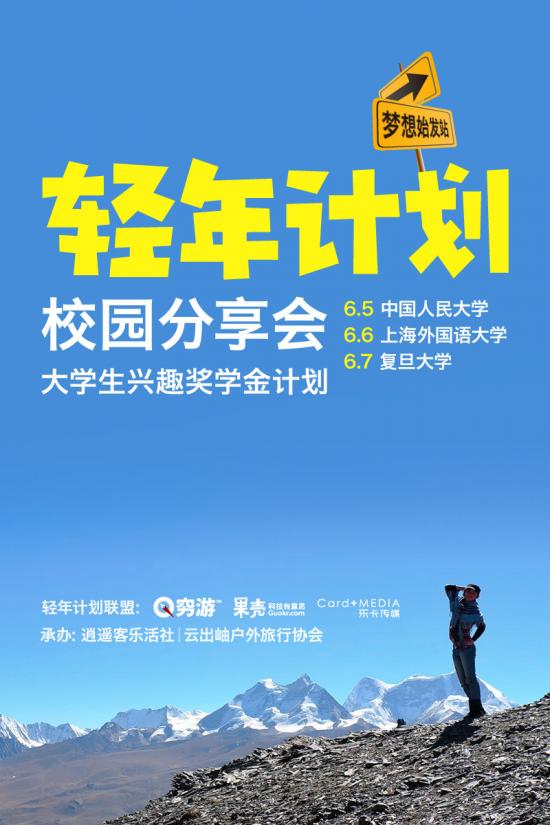 梦想始发站
轻年计划
校园分享会
大学生兴趣奖学金计划
6.5 中国人民大学
6.6 上海外国语大学
6.7 复旦大学
轻年计划联盟: 穷游™ 果壳 科技有意思 Guokr.com Card+MEDIA 乐卡传媒
承办: 逍遥客乐活社|云出岫户外旅行协会